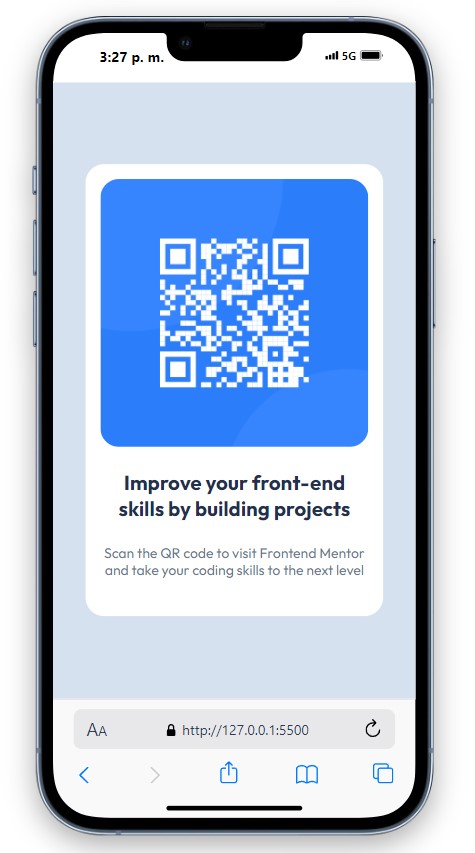 3:27 p. m.
5G
Improve your front-end
skills by building projects
Scan the QR code to visit Frontend Mentor
and take your coding skills to the next level
AA
http://127.0.0.1:5500